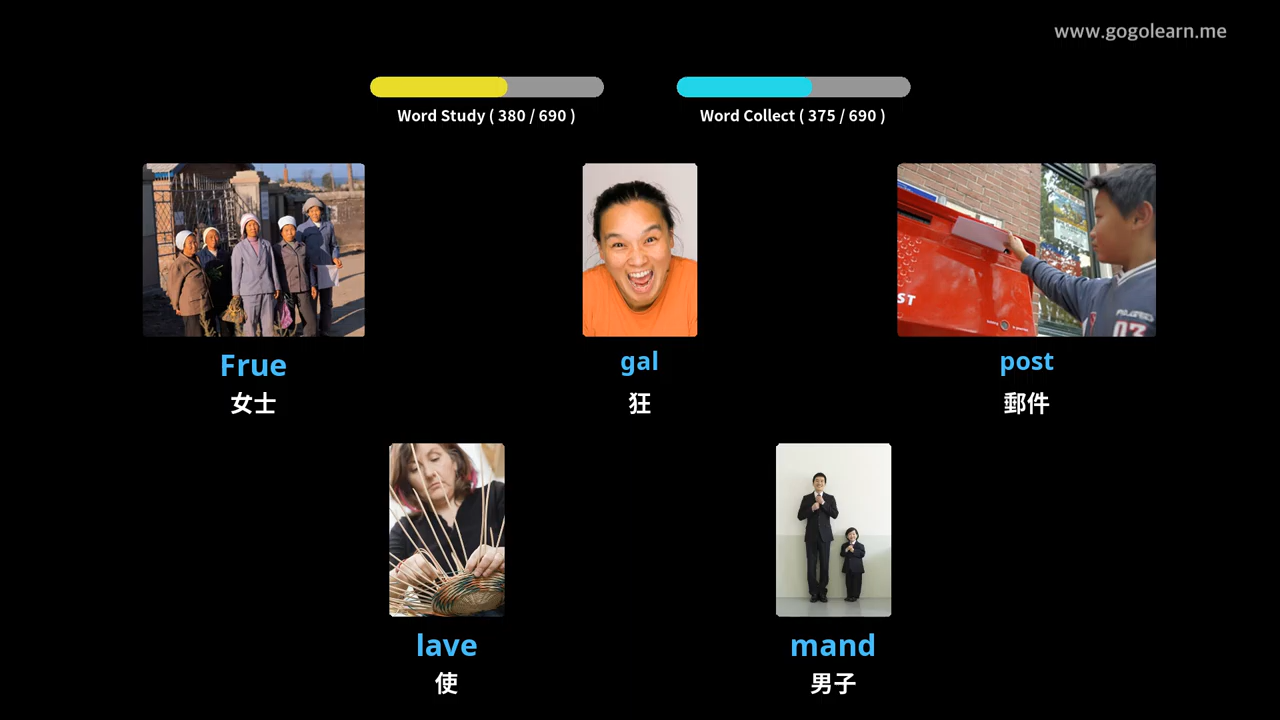 www.gogolearn.me
Word Study ( 380 / 690 )
Word Collect ( 375 / 690 )
ST
Frue
女士
gal
狂
post
郵件
lave
使
mand
男子